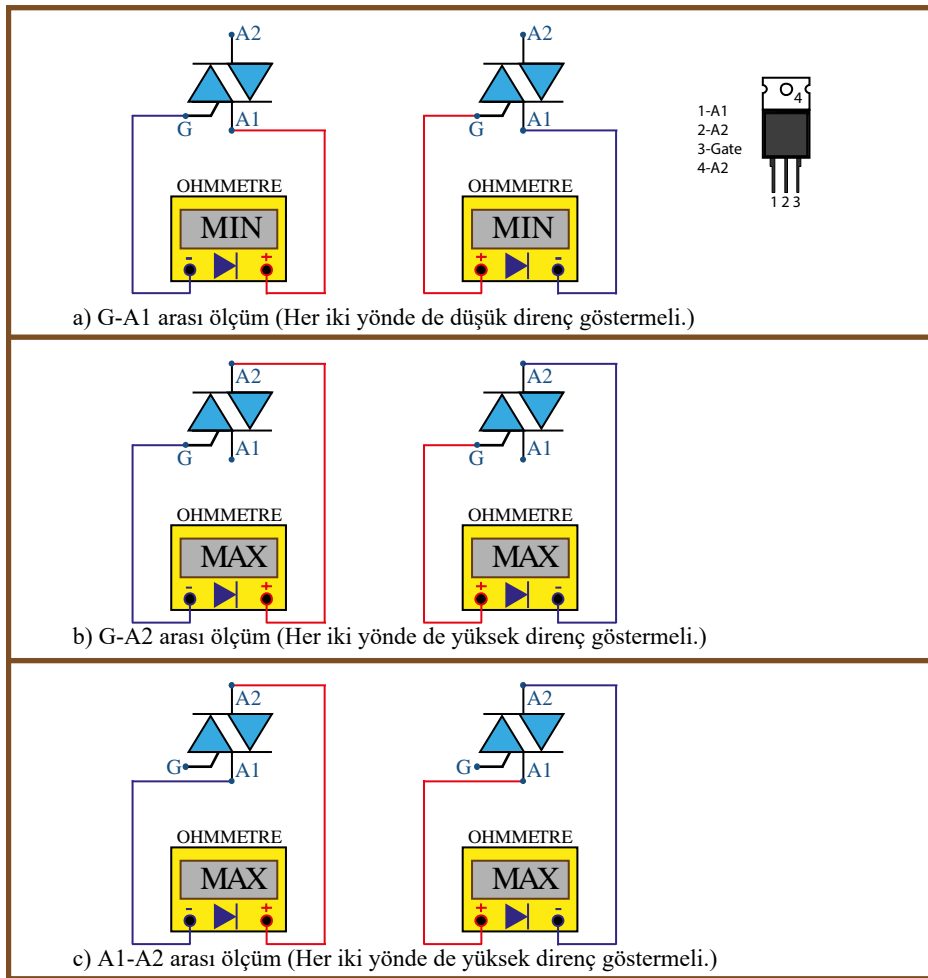 A2
A2
G
A1
G
A1
OHMMETRE
OHMMETRE
MIN
MIN
- +
+ -
1-A1
2-A2
3-Gate
4-A2
4
1 2 3
a) G-A1 arası ölçüm (Her iki yönde de düşük direnç göstermeli.)
A2
A2
G
A1
G
A1
OHMMETRE
OHMMETRE
MAX
MAX
- +
+ -
b) G-A2 arası ölçüm (Her iki yönde de yüksek direnç göstermeli.)
A2
A2
G
A1
G
A1
OHMMETRE
OHMMETRE
MAX
MAX
- +
+ -
c) A1-A2 arası ölçüm (Her iki yönde de yüksek direnç göstermeli.)